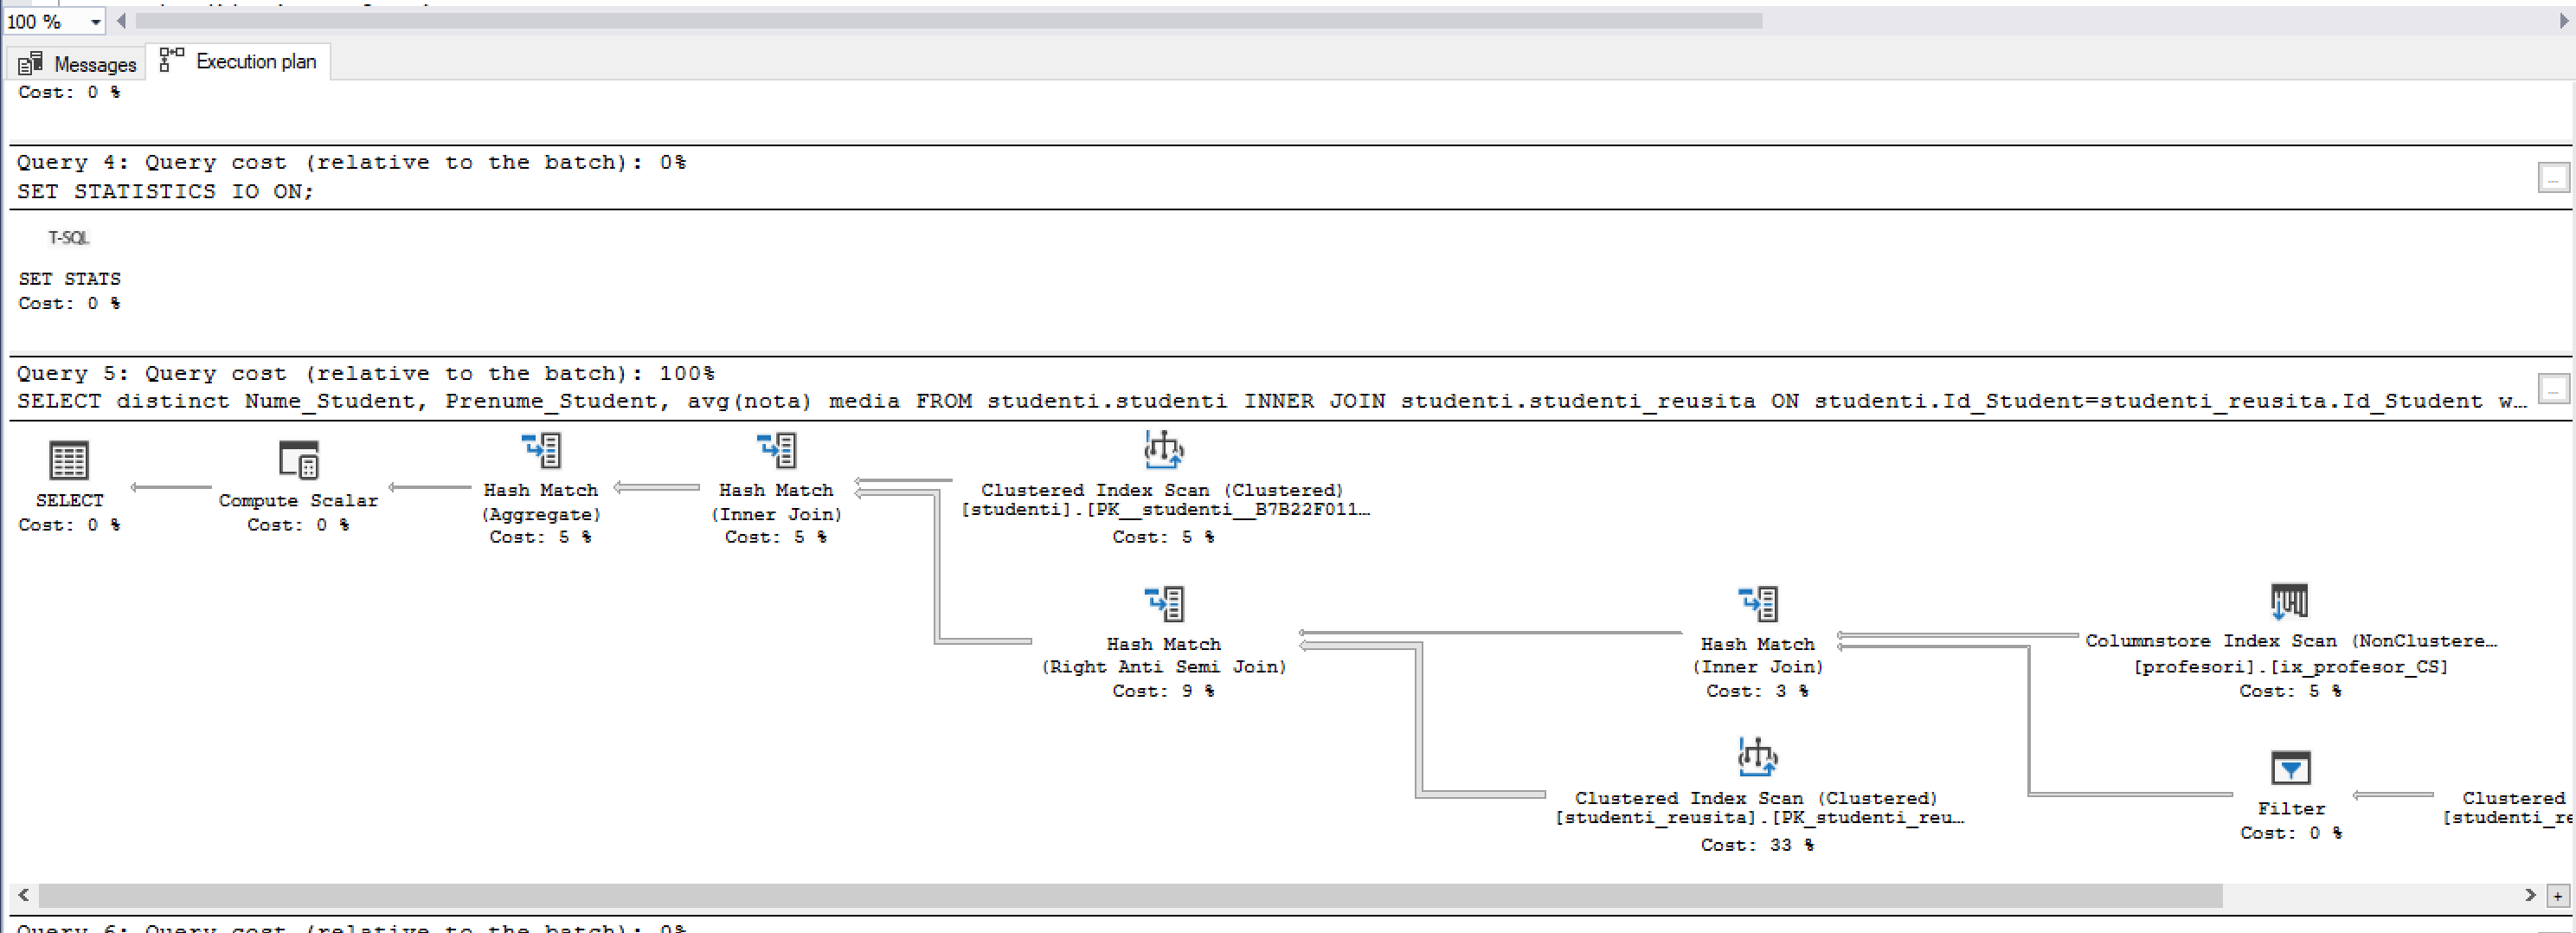 100 %
Messages
Execution plan
Cost: 0 %
Query 4: Query cost (relative to the batch): 0%
SET STATISTICS IO ON;
...
T-SQL
SET STATS
Cost: 0 %
Query 5: Query cost (relative to the batch): 100%
SELECT distinct Nume_Student, Prenume_Student, avg(nota) media FROM studenti.studenti INNER JOIN studenti.studenti_reusita ON studenti.Id_Student=studenti_reusita.Id_Student w...
...
SELECT
Cost: 0 %
Compute Scalar
Cost: 0 %
Hash Match
(Aggregate)
Cost: 5 %
Hash Match
(Inner Join)
Cost: 5 %
Clustered Index Scan (Clustered)
[studenti].[PK__studenti__B7B22F011...
Cost: 5 %
Hash Match
(Right Anti Semi Join)
Cost: 9 %
Hash Match
(Inner Join)
Cost: 3 %
Columnstore Index Scan (NonClustere...
[profesori].[ix_profesor_CS]
Cost: 5 %
Clustered Index Scan (Clustered)
[studenti_reusita].[PK_studenti_reu...
Cost: 33 %
Filter
Cost: 0 %
Clustered
[studenti_re
Query 6: Query cost (relative to the batch): 0%